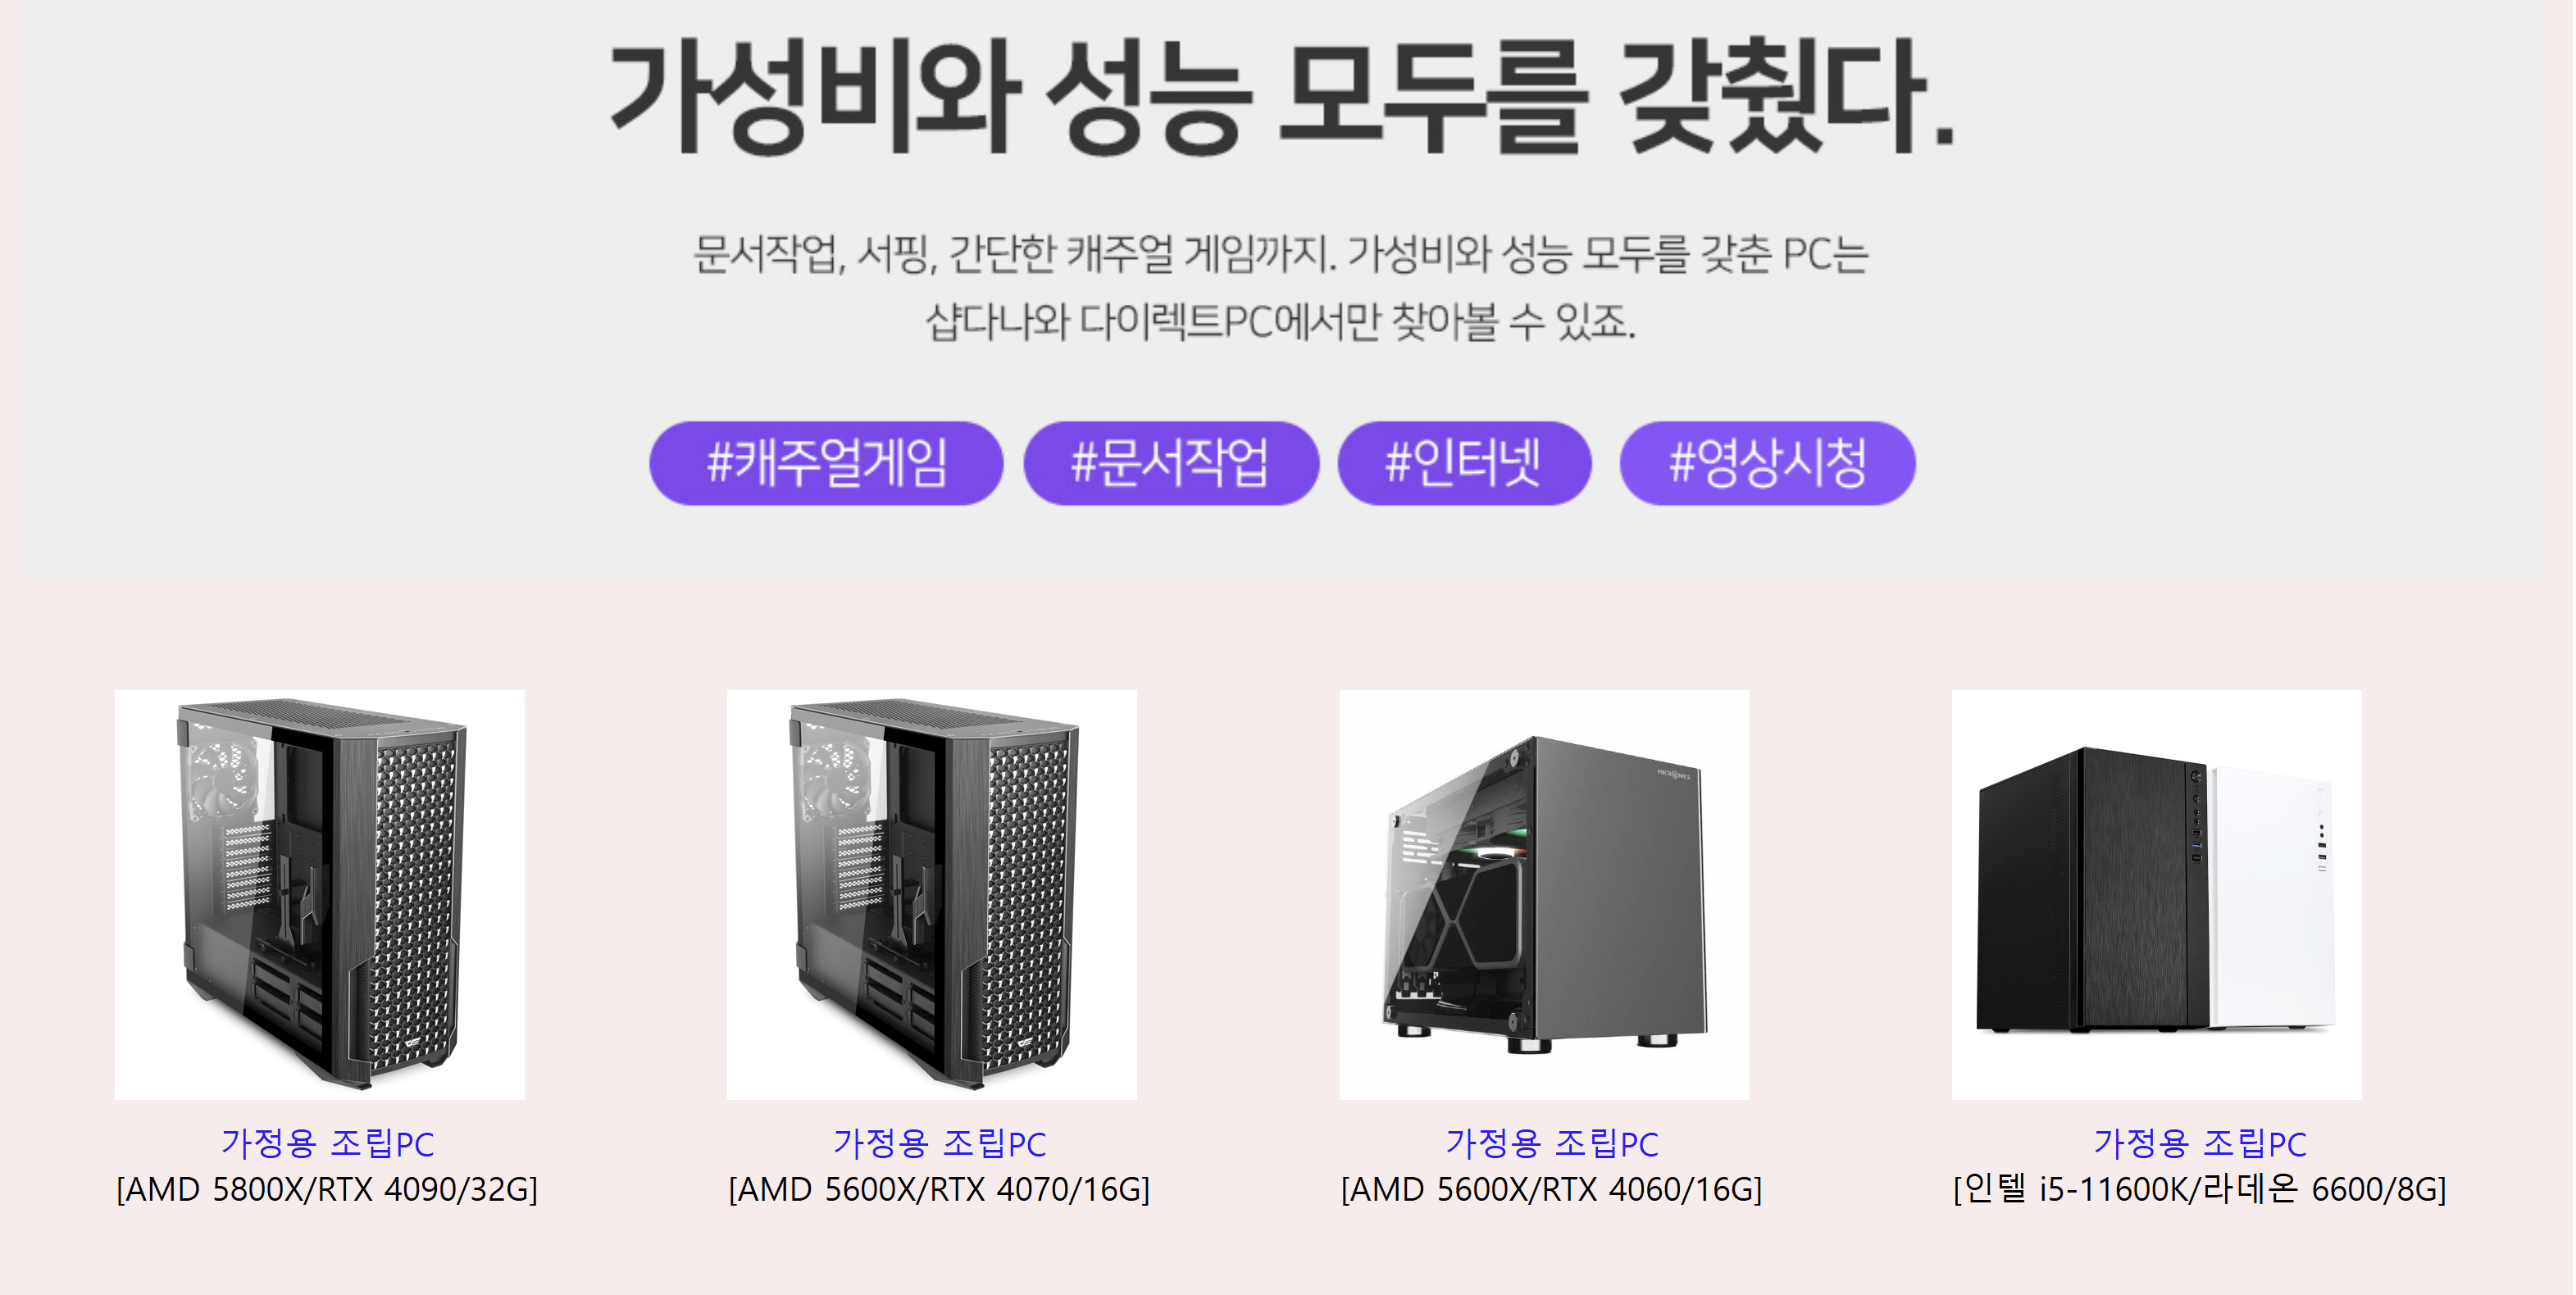 가성비와 성능 모두를 갖췄다.
문서작업, 서핑, 간단한 캐주얼 게임까지. 가성비와 성능 모두를 갖춘 PC는
샵다나와 다이렉트PC에서만 찾아볼 수 있죠.
#캐주얼게임 #문서작업 #인터넷 #영상시청
MICRONICS
가정용 조립PC
[AMD 5800X/RTX 4090/32G]
가정용 조립PC
[AMD 5600X/RTX 4070/16G]
가정용 조립PC
[AMD 5600X/RTX 4060/16G]
가정용 조립PC
[인텔 i5-11600K/라데온 6600/8G]